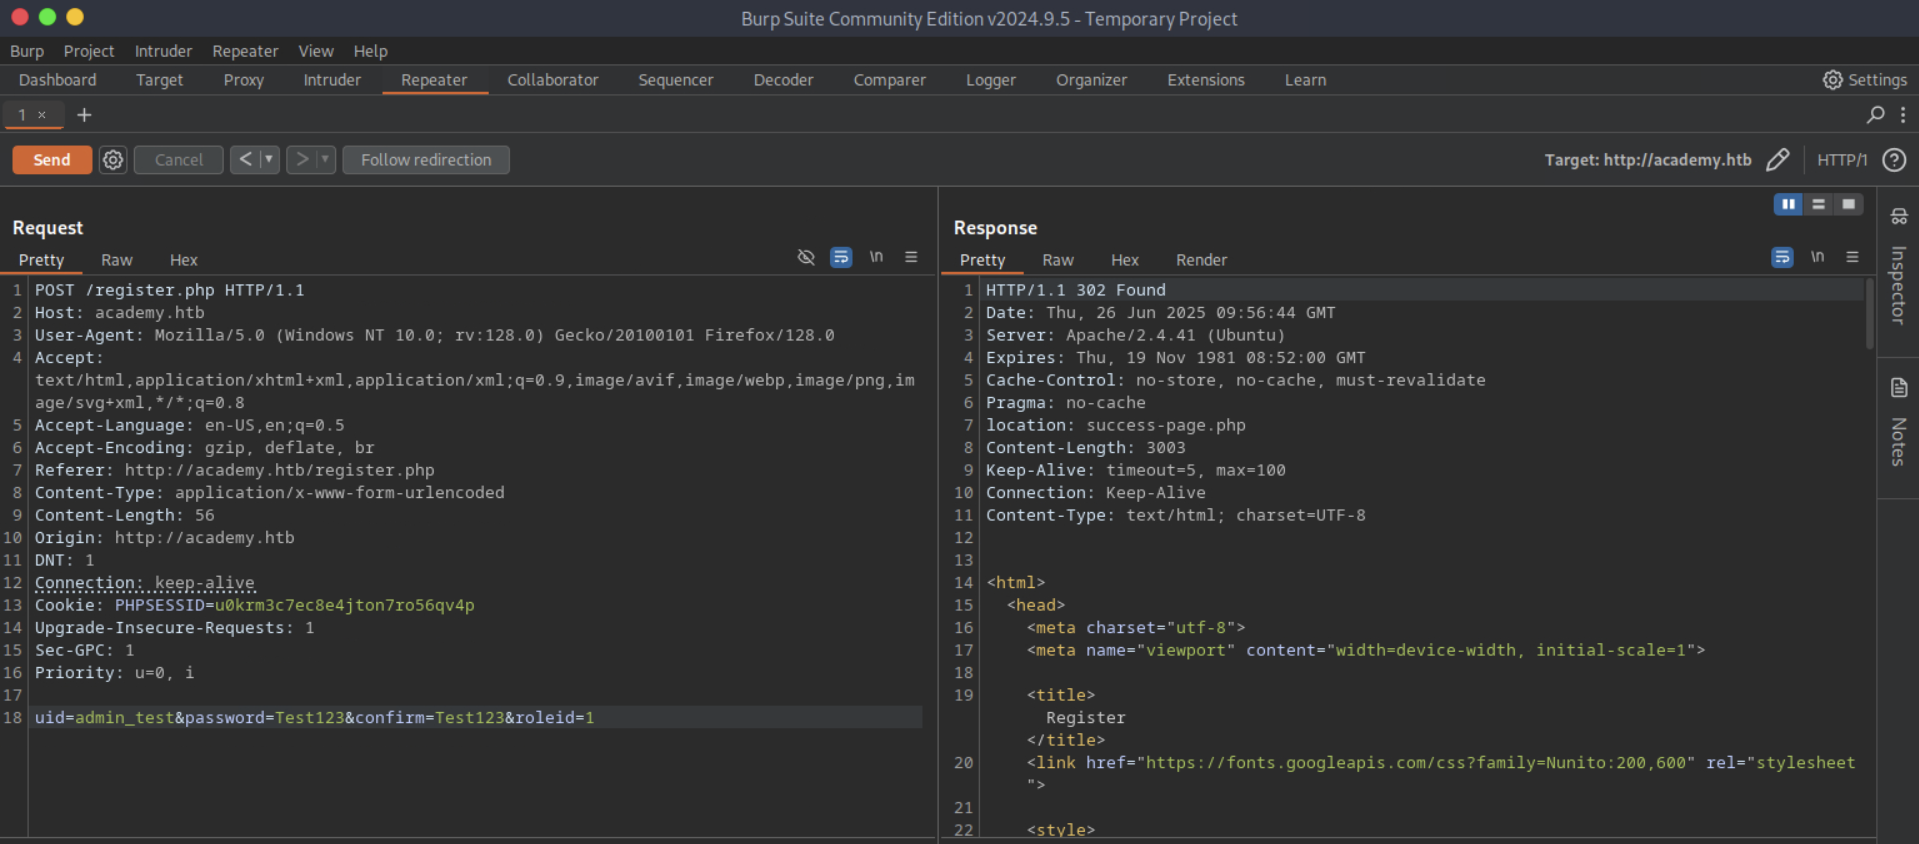 Burp Suite Community Edition v2024.9.5 - Temporary Project
Burp Project Intruder Repeater View Help
Dashboard Target Proxy Intruder Repeater Collaborator Sequencer Decoder Comparer Logger Organizer Extensions Learn Settings
1 × +
Send Cancel < > Follow redirection Target: http://academy.htb HTTP/1 ?
Request
Pretty Raw Hex \n
1 POST /register.php HTTP/1.1
2 Host: academy.htb
3 User-Agent: Mozilla/5.0 (Windows NT 10.0; rv:128.0) Gecko/20100101 Firefox/128.0
4 Accept:
text/html,application/xhtml+xml,application/xml;q=0.9,image/avif,image/webp,image/png,im
age/svg+xml,*/*;q=0.8
5 Accept-Language: en-US,en;q=0.5
6 Accept-Encoding: gzip, deflate, br
7 Referer: http://academy.htb/register.php
8 Content-Type: application/x-www-form-urlencoded
9 Content-Length: 56
10 Origin: http://academy.htb
11 DNT: 1
12 Connection: keep-alive
13 Cookie: PHPSESSID=u0krm3c7ec8e4jton7ro56qv4p
14 Upgrade-Insecure-Requests: 1
15 Sec-GPC: 1
16 Priority: u=0, i
17
18 uid=admin_test&password=Test123&confirm=Test123&roleid=1
Response
Pretty Raw Hex Render \n
1 HTTP/1.1 302 Found
2 Date: Thu, 26 Jun 2025 09:56:44 GMT
3 Server: Apache/2.4.41 (Ubuntu)
4 Expires: Thu, 19 Nov 1981 08:52:00 GMT
5 Cache-Control: no-store, no-cache, must-revalidate
6 Pragma: no-cache
7 location: success-page.php
8 Content-Length: 3003
9 Keep-Alive: timeout=5, max=100
10 Connection: Keep-Alive
11 Content-Type: text/html; charset=UTF-8
12
13
14 <html>
15 <head>
16 <meta charset="utf-8">
17 <meta name="viewport" content="width=device-width, initial-scale=1">
18
19 <title>
Register
</title>
20 <link href="https://fonts.googleapis.com/css?family=Nunito:200,600" rel="stylesheet
">
21
22 <style>
Inspector
Notes